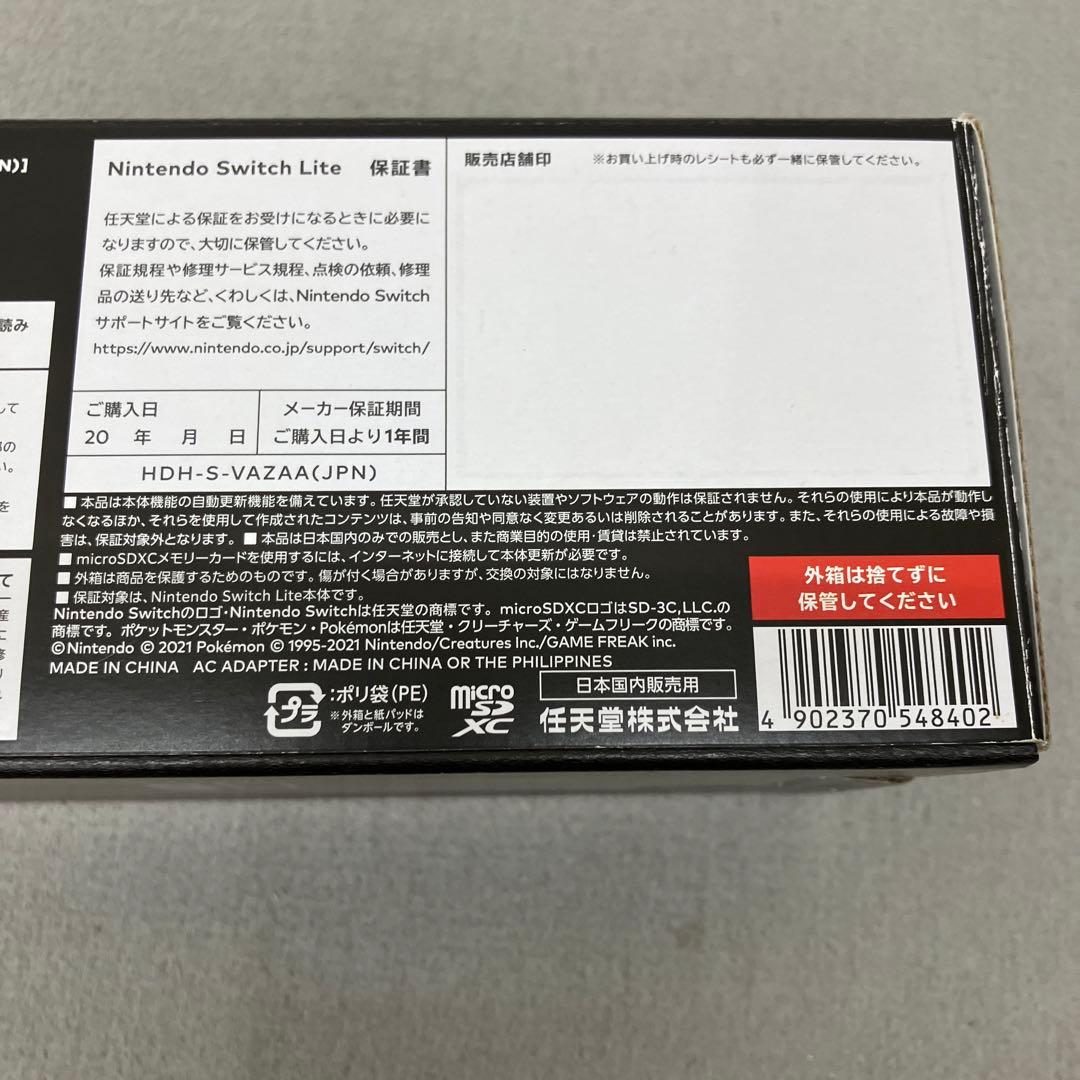 N)]
Nintendo Switch Lite 保証書
任天堂による保証をお受けになるときに必要に
なりますので、大切に保管してください。
保証規程や修理サービス規程、点検の依頼、修理
品の送り先など、くわしくは、Nintendo Switch
サポートサイトをご覧ください。
https://www.nintendo.co.jp/support/switch/
ご購入日
20 年 月 日
メーカー保証期間
ご購入日より1年間
HDH-S-VAZAA(JPN)
販売店舗印 ※お買い上げ時のレシートも必ず一緒に保管してください。
読み
して
の
い。
を
て
産
に
修
り
■ 本品は本体機能の自動更新機能を備えています。任天堂が承認していない装置やソフトウェアの動作は保証されません。それらの使用により本品が動作し
なくなるほか、それらを使用して作成されたコンテンツは、事前の告知や同意なく変更あるいは削除されることがあります。また、それらの使用による故障や損
害は、保証対象外となります。 ■ 本品は日本国内のみでの販売とし、また商業目的の使用・賃貸は禁止されています。
■ microSDXCメモリーカードを使用するには、インターネットに接続して本体更新が必要です。
■ 外箱は商品を保護するためのものです。傷が付く場合がありますが、交換の対象にはなりません。
■ 保証対象は、Nintendo Switch Lite本体です。
Nintendo Switchのロゴ・Nintendo Switchは任天堂の商標です。microSDXCロゴはSD-3C,LLC.の
商標です。ポケットモンスター・ポケモン・Pokémonは任天堂・クリーチャーズ・ゲームフリークの商標です。
©Nintendo © 2021 Pokémon © 1995-2021 Nintendo/Creatures Inc./GAME FREAK inc.
MADE IN CHINA AC ADAPTER : MADE IN CHINA OR THE PHILIPPINES
プラ
:ポリ袋(PE)
※外箱と紙パッドは
ダンボールです。
micro
SD
XC
日本国内販売用
任天堂株式会社
外箱は捨てずに
保管してください
4 902370 548402